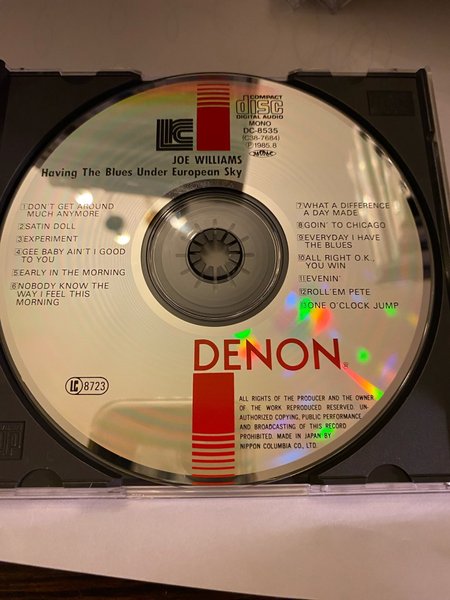 LCC
COMPACT
disc
DIGITAL AUDIO
MONO
DC-8535
(C38-7684)
Ⓟ1985.8
JOE WILLIAMS
Having The Blues Under European Sky
1 DON'T GET AROUND
MUCH ANYMORE
2 SATIN DOLL
3 EXPERIMENT
4 GEE BABY AIN'T I GOOD
TO YOU
5 EARLY IN THE MORNING
6 NOBODY KNOW THE
WAY I FEEL THIS
MORNING
7 WHAT A DIFFERENCE
A DAY MADE
8 GOIN' TO CHICAGO
9 EVERYDAY I HAVE
THE BLUES
10 ALL RIGHT O.K.,
YOU WIN
11 EVENIN'
12 ROLL'EM PETE
13 ONE O'CLOCK JUMP
DENON®
LC 8723
ALL RIGHTS OF THE PRODUCER AND THE OWNER
OF THE WORK REPRODUCED RESERVED. UN-
AUTHORIZED COPYING, PUBLIC PERFORMANCE,
AND BROADCASTING OF THIS RECORD
PROHIBITED. MADE IN JAPAN BY
NIPPON COLUMBIA CO., LTD.